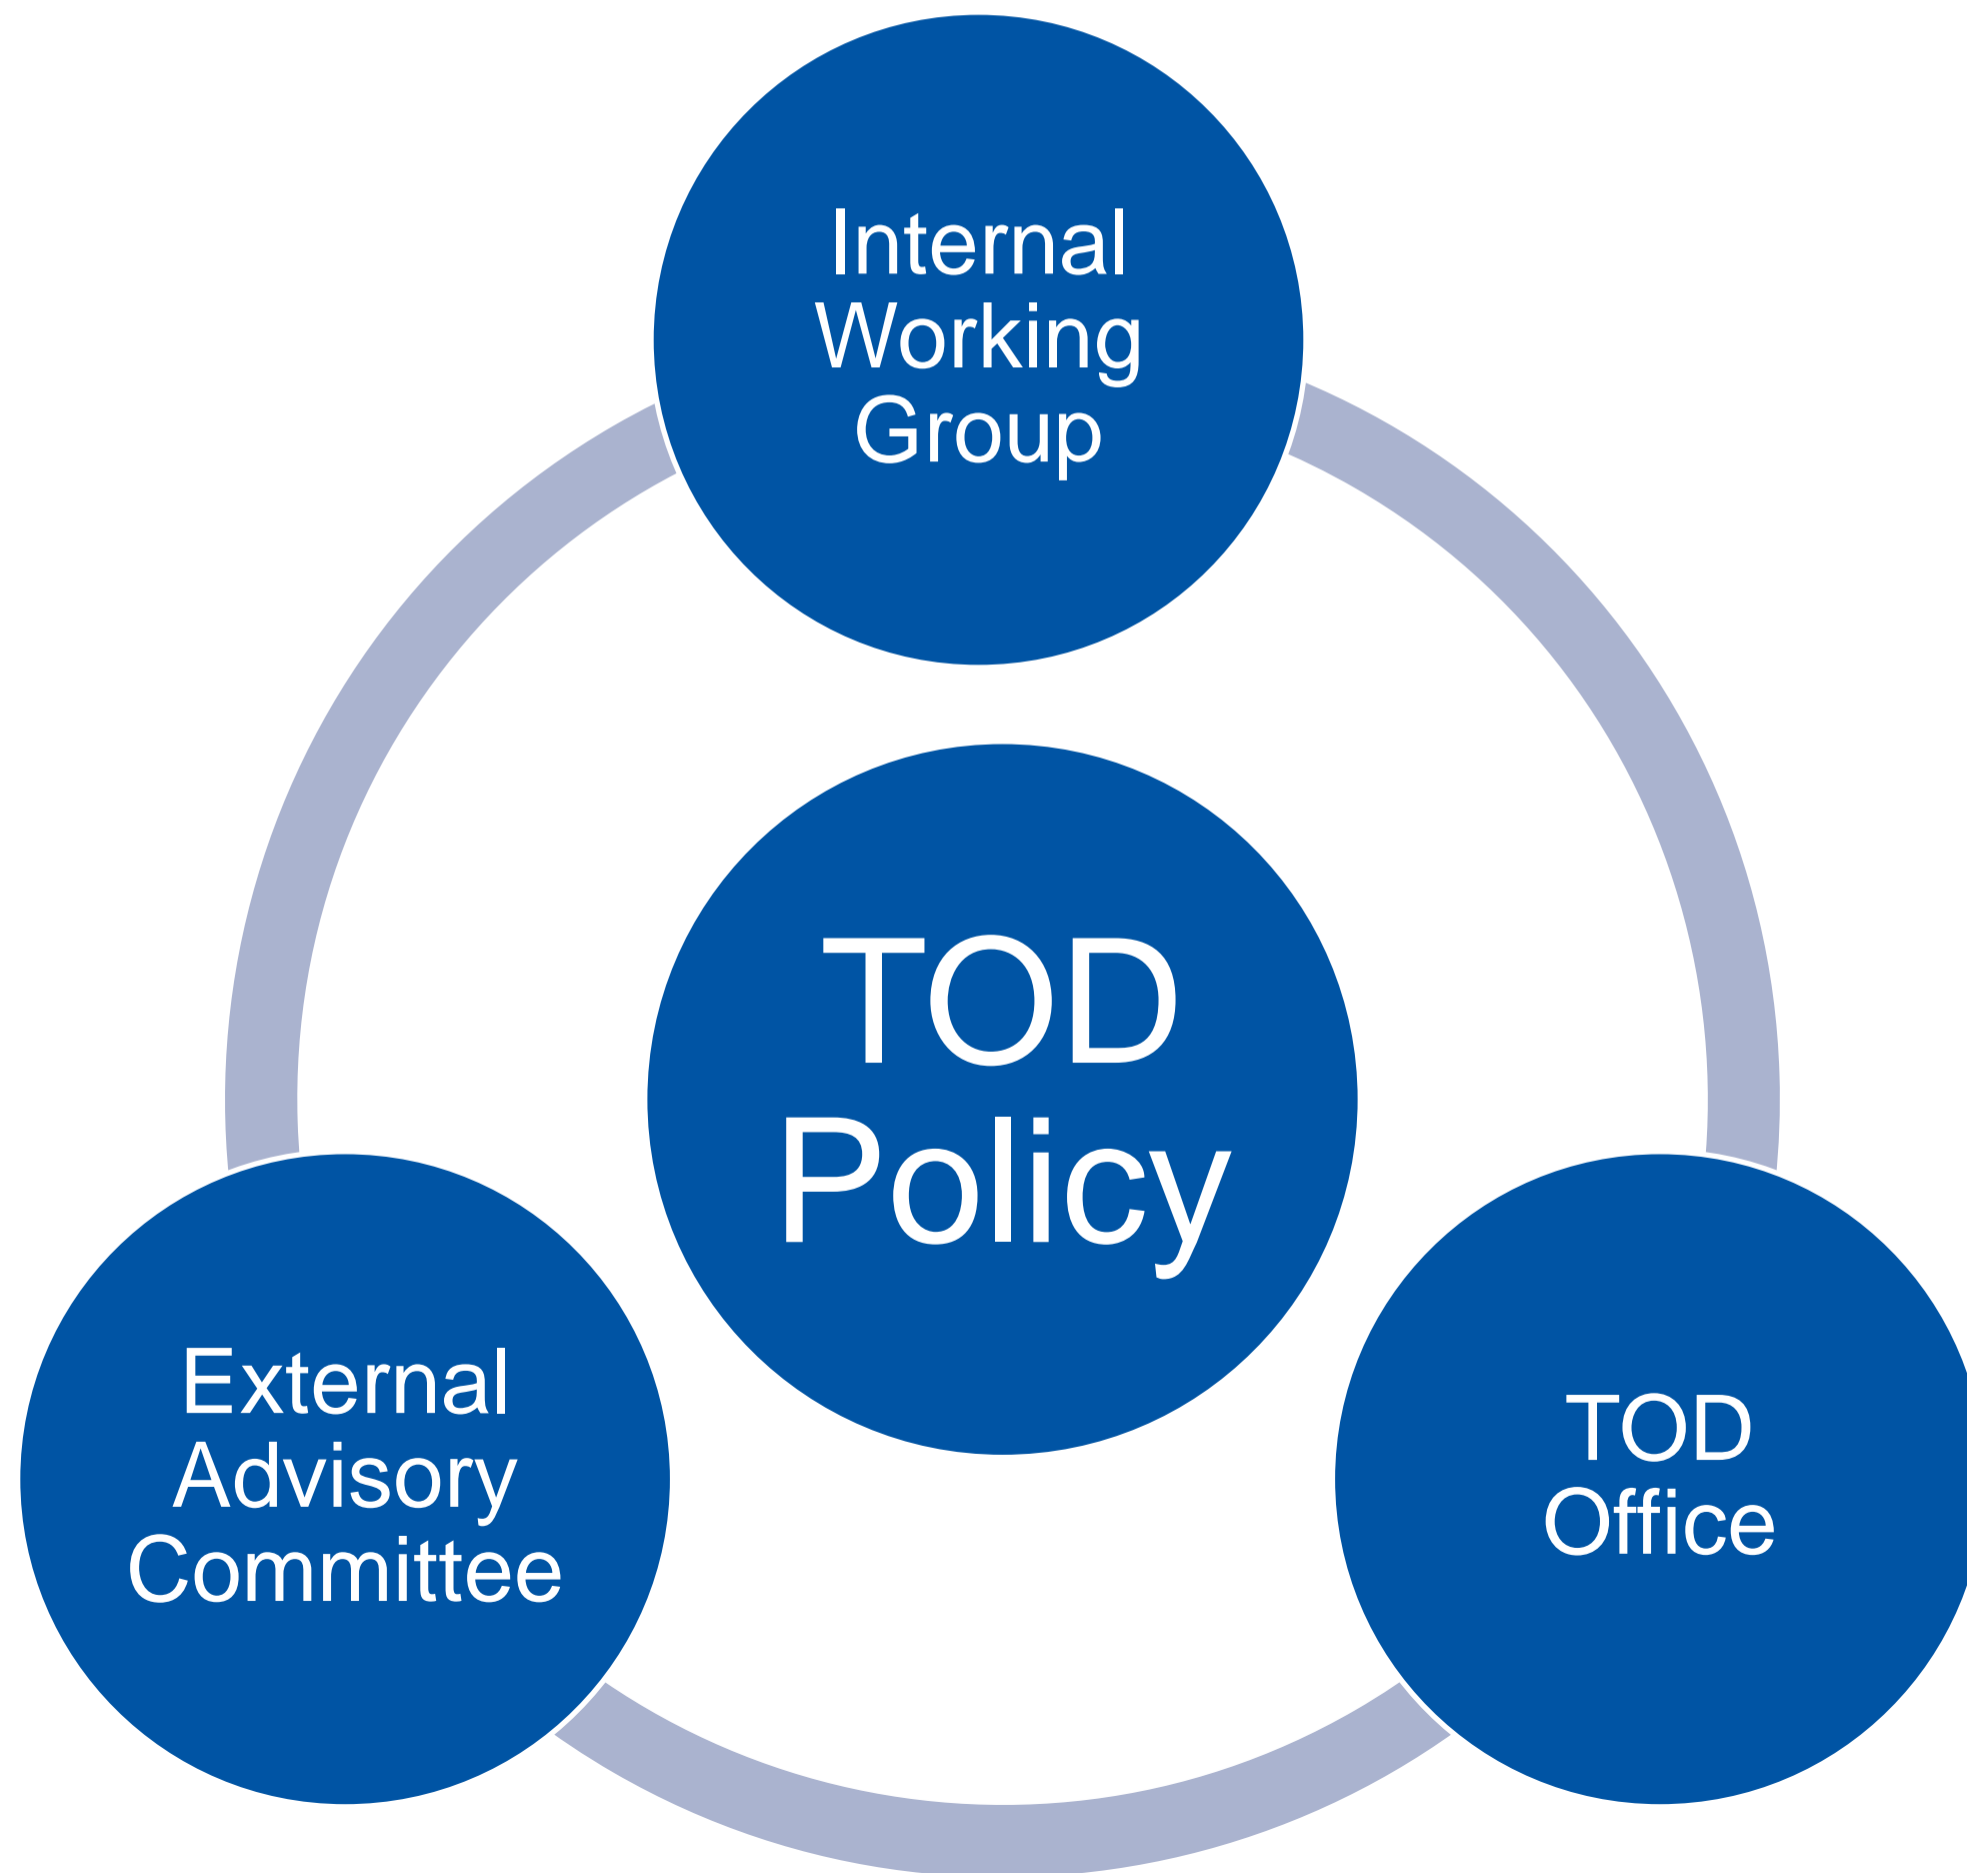 Internal
Working
Group
TOD
Policy
External
Advisory
Committee
TOD
Office